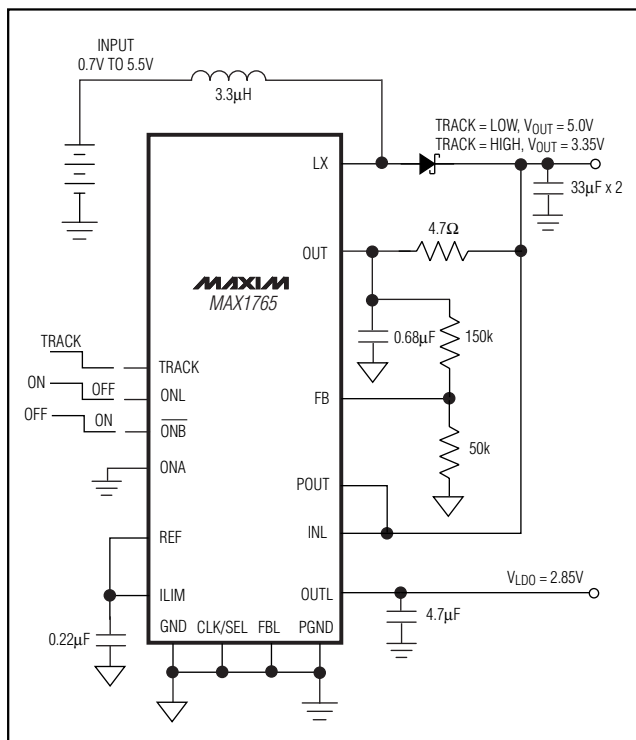 INPUT
0.7V TO 5.5V
3.3µH
LX
TRACK = LOW, VOUT = 5.0V
TRACK = HIGH, VOUT = 3.35V
33µF x 2
4.7Ω
OUT
MAXIM
MAX1765
0.68µF
150k
TRACK
TRACK
ON
OFF
ONL
FB
OFF
ON
ONB
50k
ONA
POUT
REF
INL
VLDO = 2.85V
ILIM
OUTL
4.7µF
0.22µF
GND
CLK/SEL
FBL
PGND